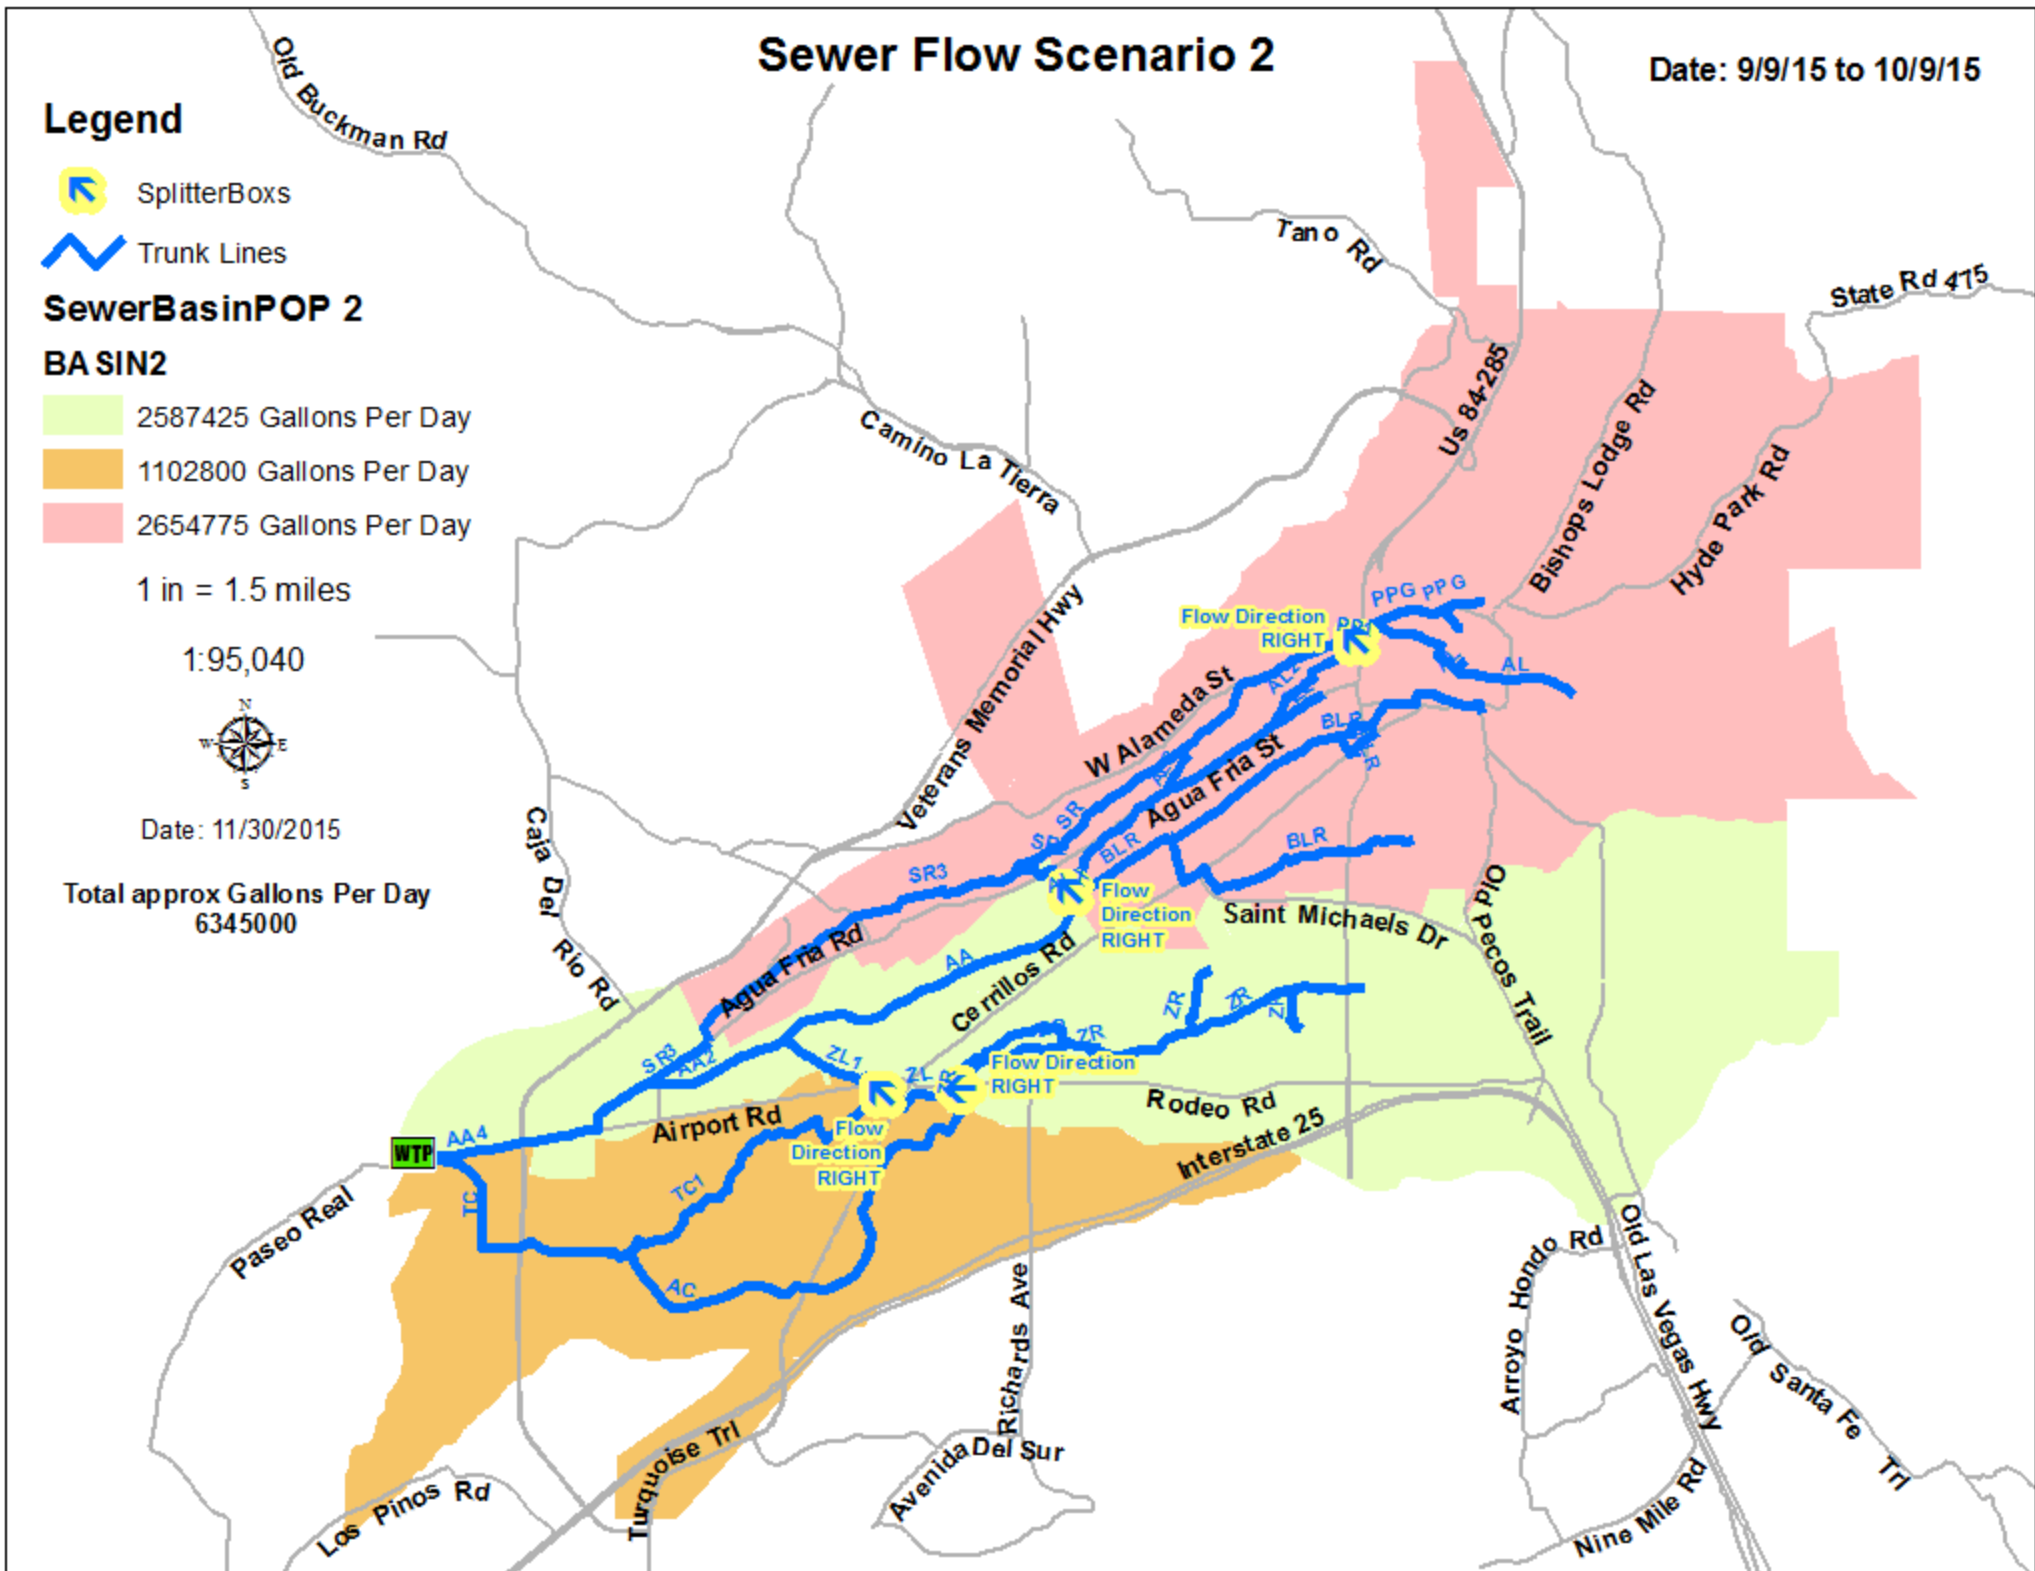 Sewer Flow Scenario 2
Date: 9/9/15 to 10/9/15
Legend
SplitterBoxs
Trunk Lines
SewerBasinPOP 2
BASIN2
2587425 Gallons Per Day
1102800 Gallons Per Day
2654775 Gallons Per Day
1 in = 1.5 miles
1:95,040
N
W
E
S
Date: 11/30/2015
Total approx Gallons Per Day
6345000
Old Buckman Rd
Tano Rd
State Rd 475
Us 84-285
Camino La Tierra
Bishops Lodge Rd
Hyde Park Rd
Veterans Memorial Hwy
PPG
PPG
Flow Direction
RIGHT
AL
AL2
W Alameda St
BLR
Agua Fria St
SR
BLR
BLR
SR3
Flow
Direction
RIGHT
Saint Michaels Dr
Old Pecos Trail
Caja Del Rio Rd
Agua Fria Rd
AA
Cerrillos Rd
ZR
ZR
ZR
SR3
AA2
ZL1
ZL
ZR
Flow Direction
RIGHT
Rodeo Rd
Airport Rd
Flow
Direction
RIGHT
Interstate 25
WTP
AA4
TC
TC1
AC
Paseo Real
Richards Ave
Arroyo Hondo Rd
Old Las Vegas Hwy
Old Santa Fe Trl
Turquoise Trl
Avenida Del Sur
Los Pinos Rd
Nine Mile Rd